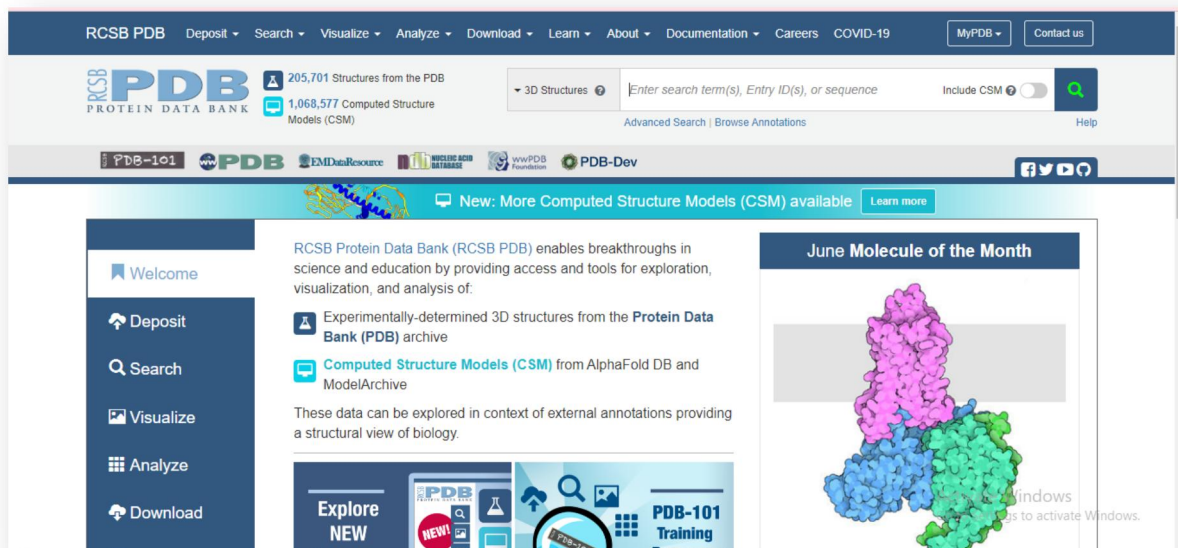 RCSB PDB Deposit Search Visualize Analyze Download Learn About Documentation Careers COVID-19 MyPDB Contact us
RCSB PDB
PROTEIN DATA BANK
205,701 Structures from the PDB
1,068,577 Computed Structure
Models (CSM)
3D Structures
Enter search term(s), Entry ID(s), or sequence
Include CSM
Advanced Search | Browse Annotations
Help
PDB-101 PDB EMDataResource NUCLEIC ACID DATABASE wwPDB Foundation PDB-Dev
New: More Computed Structure Models (CSM) available Learn more
Welcome
Deposit
Search
Visualize
Analyze
Download
RCSB Protein Data Bank (RCSB PDB) enables breakthroughs in
science and education by providing access and tools for exploration,
visualization, and analysis of:
Experimentally-determined 3D structures from the Protein Data
Bank (PDB) archive
Computed Structure Models (CSM) from AlphaFold DB and
ModelArchive
These data can be explored in context of external annotations providing
a structural view of biology.
Explore
NEW
RCSB PDB
NEW!
PDB-101
Training
June Molecule of the Month
Windows
to activate Windows.